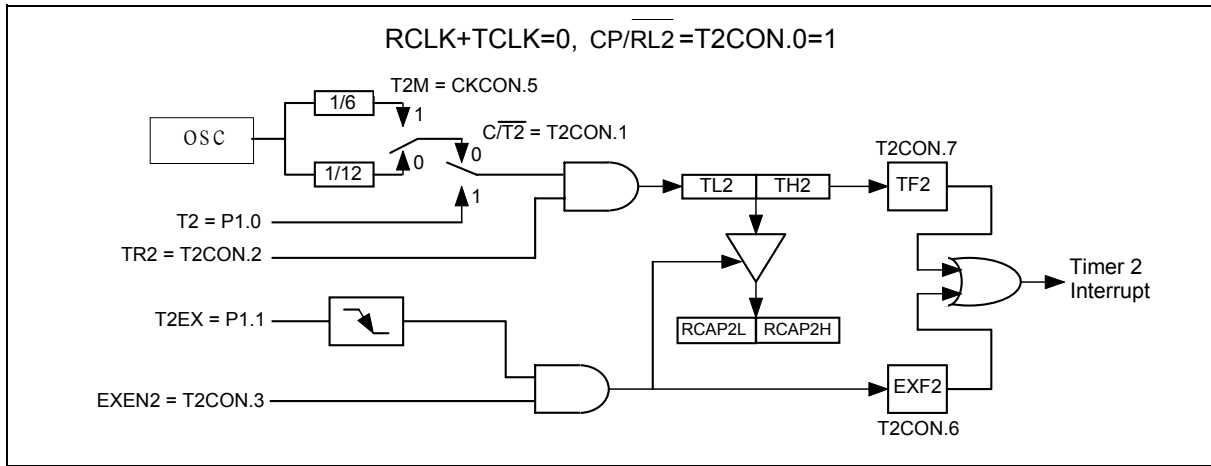 RCLK+TCLK=0, CP/R̅L̅2̅=T2CON.0=1
T2M = CKCON.5
1/6
1
OSC
C/T̅2̅ = T2CON.1
0
0
1/12
1
T2 = P1.0
TR2 = T2CON.2
TL2
TH2
T2CON.7
TF2
Timer 2
Interrupt
T2EX = P1.1
RCAP2L
RCAP2H
EXEN2 = T2CON.3
EXF2
T2CON.6